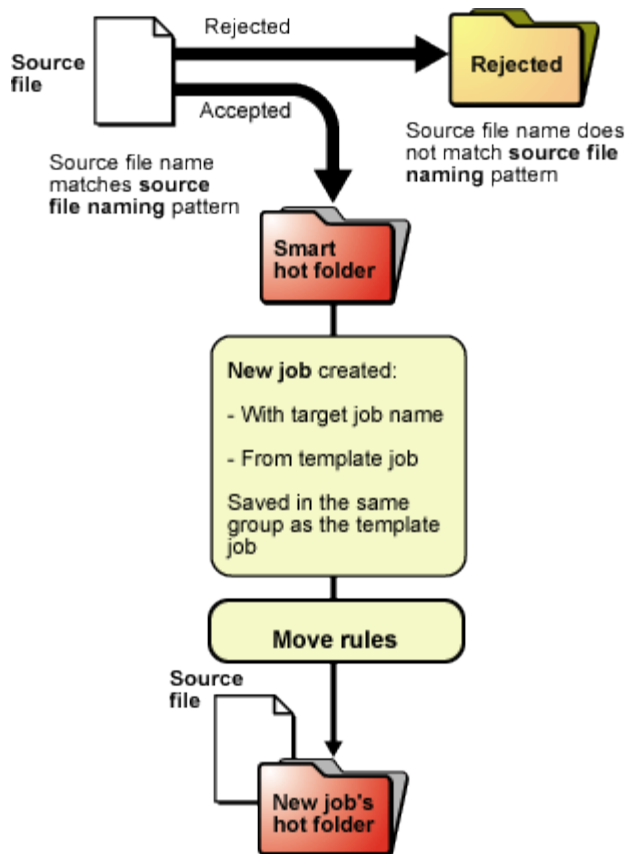 Rejected
Source
file
Rejected
Accepted
Source file name does
not match source file
naming pattern
Source file name
matches source
file naming pattern
Smart
hot folder
New job created:
- With target job name
- From template job
Saved in the same
group as the template
job
Move rules
Source
file
New job's
hot folder